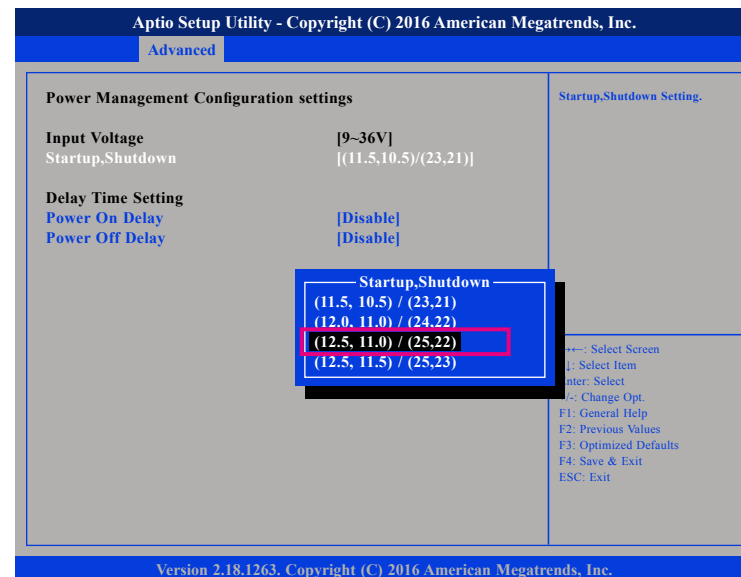 Aptio Setup Utility - Copyright (C) 2016 American Megatrends, Inc.
Advanced
Power Management Configuration settings
Input Voltage [9~36V]
Startup,Shutdown [(11.5,10.5)/(23,21)]
Delay Time Setting
Power On Delay [Disable]
Power Off Delay [Disable]
Startup,Shutdown
(11.5, 10.5) / (23,21)
(12.0, 11.0) / (24,22)
(12.5, 11.0) / (25,22)
(12.5, 11.5) / (25,23)
Startup,Shutdown Setting.
→←: Select Screen
↓: Select Item
nter: Select
/-: Change Opt.
F1: General Help
F2: Previous Values
F3: Optimized Defaults
F4: Save & Exit
ESC: Exit
Version 2.18.1263. Copyright (C) 2016 American Megatrends, Inc.